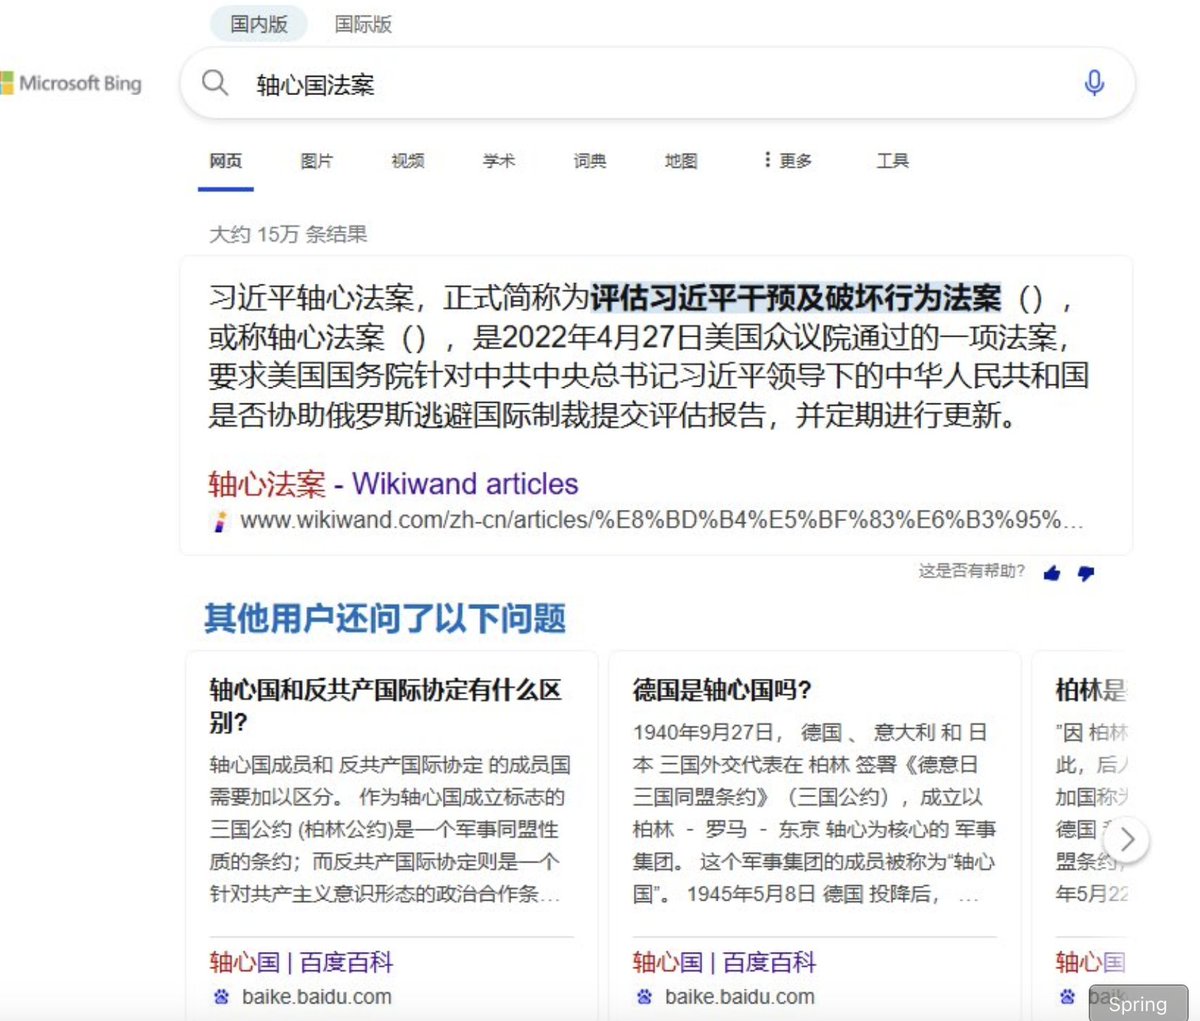 国内版 国际版
Microsoft Bing
轴心国法案
网页 图片 视频 学术 词典 地图 更多 工具
大约 15万 条结果
习近平轴心法案，正式简称为评估习近平干预及破坏行为法案（），
或称轴心法案（），是2022年4月27日美国众议院通过的一项法案，
要求美国国务院针对中共中央总书记习近平领导下的中华人民共和国
是否协助俄罗斯逃避国际制裁提交评估报告，并定期进行更新。
轴心法案 - Wikiwand articles
www.wikiwand.com/zh-cn/articles/%E8%BD%B4%E5%BF%83%E6%B3%95%...
这是否有帮助?
其他用户还问了以下问题
轴心国和反共产国际协定有什么区
别?
轴心国成员和 反共产国际协定 的成员国
需要加以区分。 作为轴心国成立标志的
三国公约 (柏林公约)是一个军事同盟性
质的条约；而反共产国际协定则是一个
针对共产主义意识形态的政治合作条...
轴心国 | 百度百科
baike.baidu.com
德国是轴心国吗?
1940年9月27日， 德国 、 意大利 和 日
本 三国外交代表在 柏林 签署《德意日
三国同盟条约》（三国公约），成立以
柏林 - 罗马 - 东京 轴心为核心的 军事
集团。 这个军事集团的成员被称为“轴心
国”。 1945年5月8日 德国 投降后， ...
轴心国 | 百度百科
baike.baidu.com
柏林是
"因 柏林
此，后
加国称
德国
盟条约
年5月22
轴心国
Spring